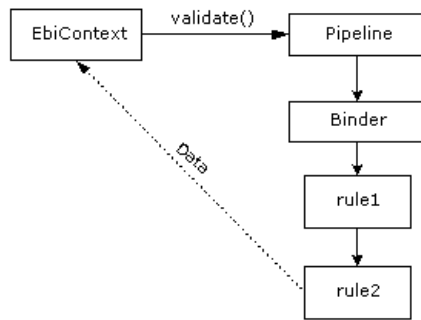 validate()
EbiContext
Pipeline
Binder
Data
rule1
rule2